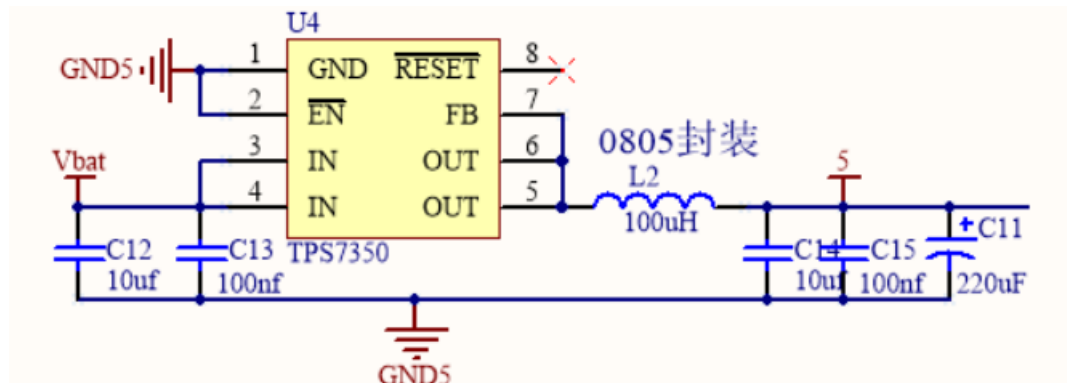 U4
GND5
1
GND
RESET
8
2
EN
FB
7
Vbat
3
IN
OUT
6
4
IN
OUT
5
TPS7350
0805封装
L2
100uH
5
C12
10uf
C13
100nf
C14
10uf
C15
100nf
+
C11
220uF
GND5